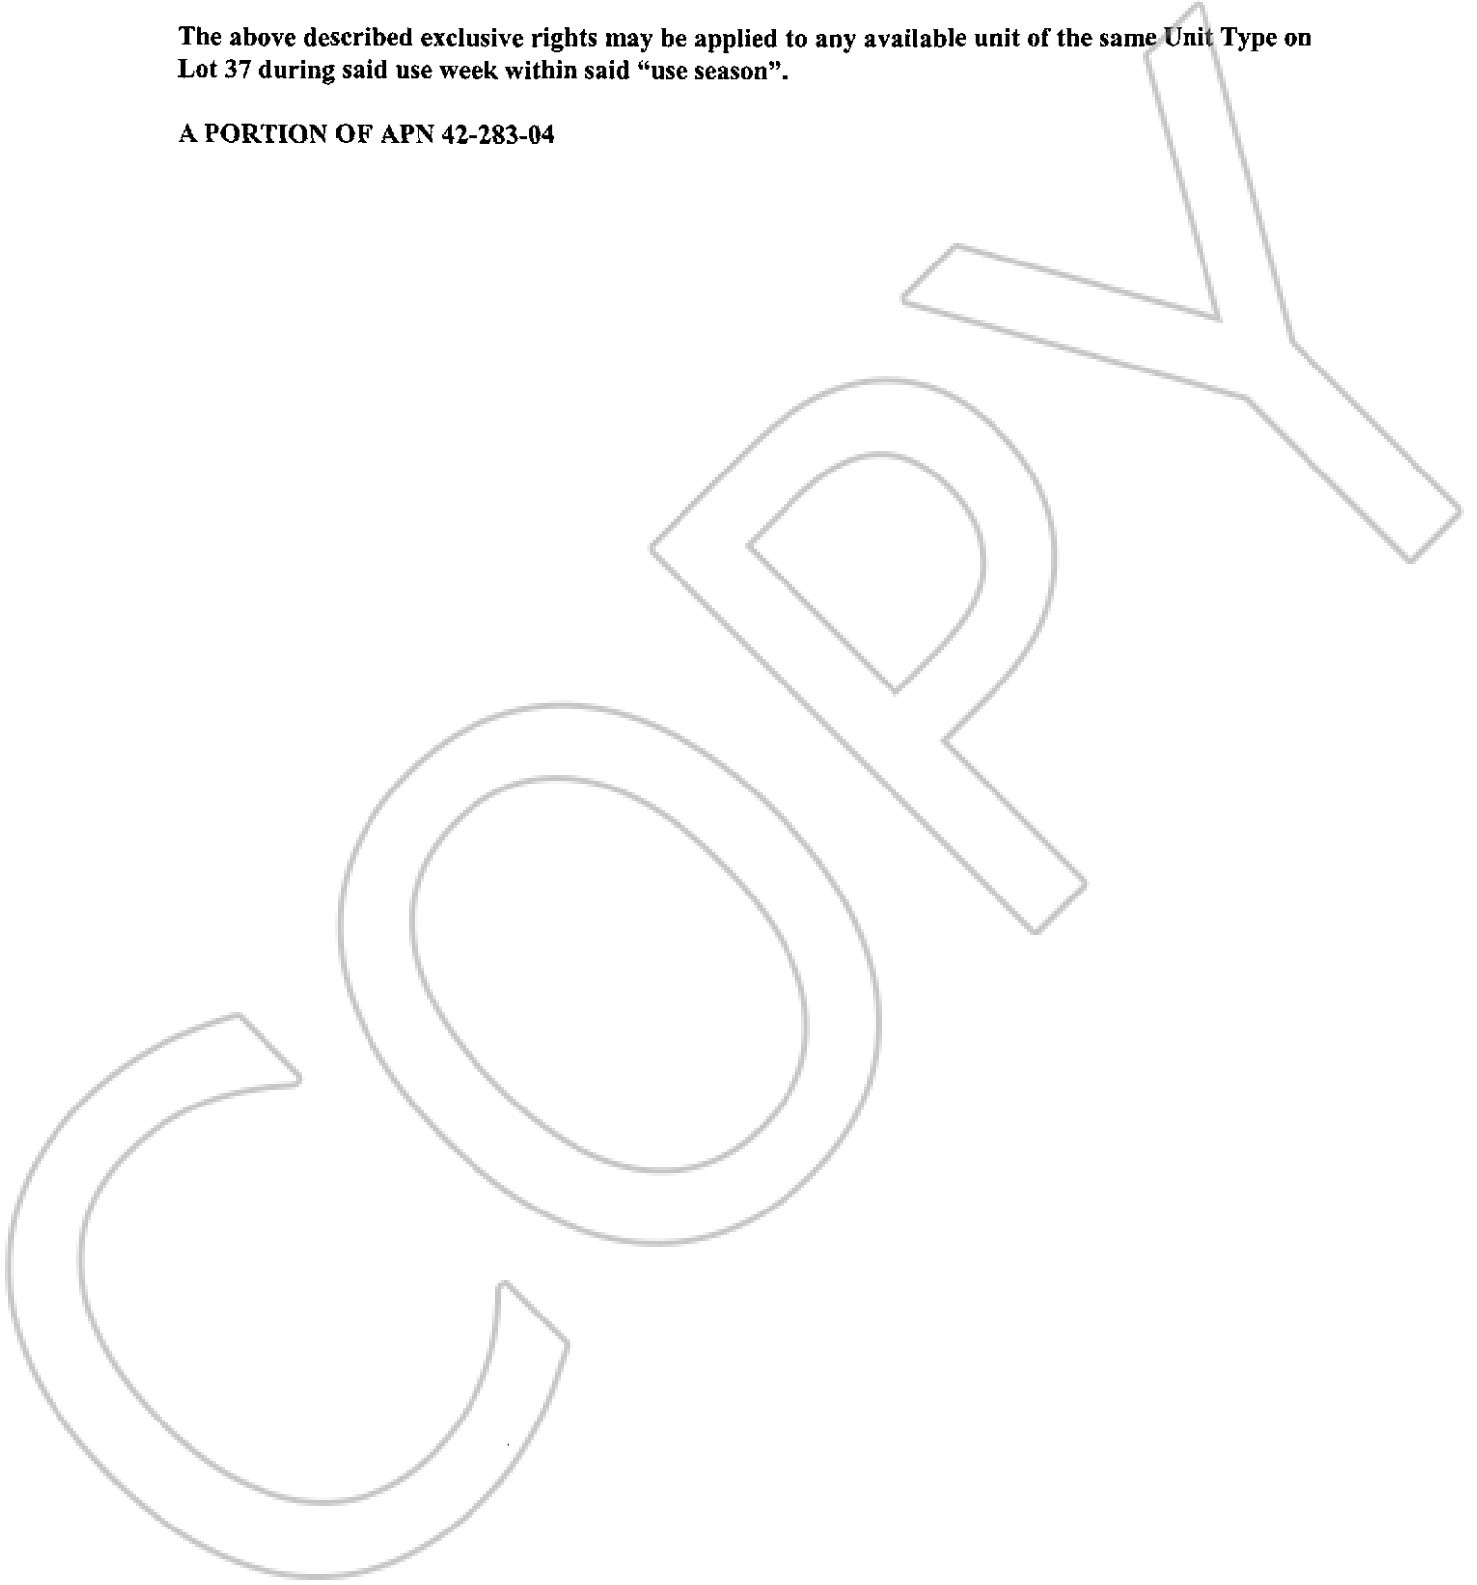 The above described exclusive rights may be applied to any available unit of the same Unit Type on
Lot 37 during said use week within said “use season”.
A PORTION OF APN 42-283-04
COPY